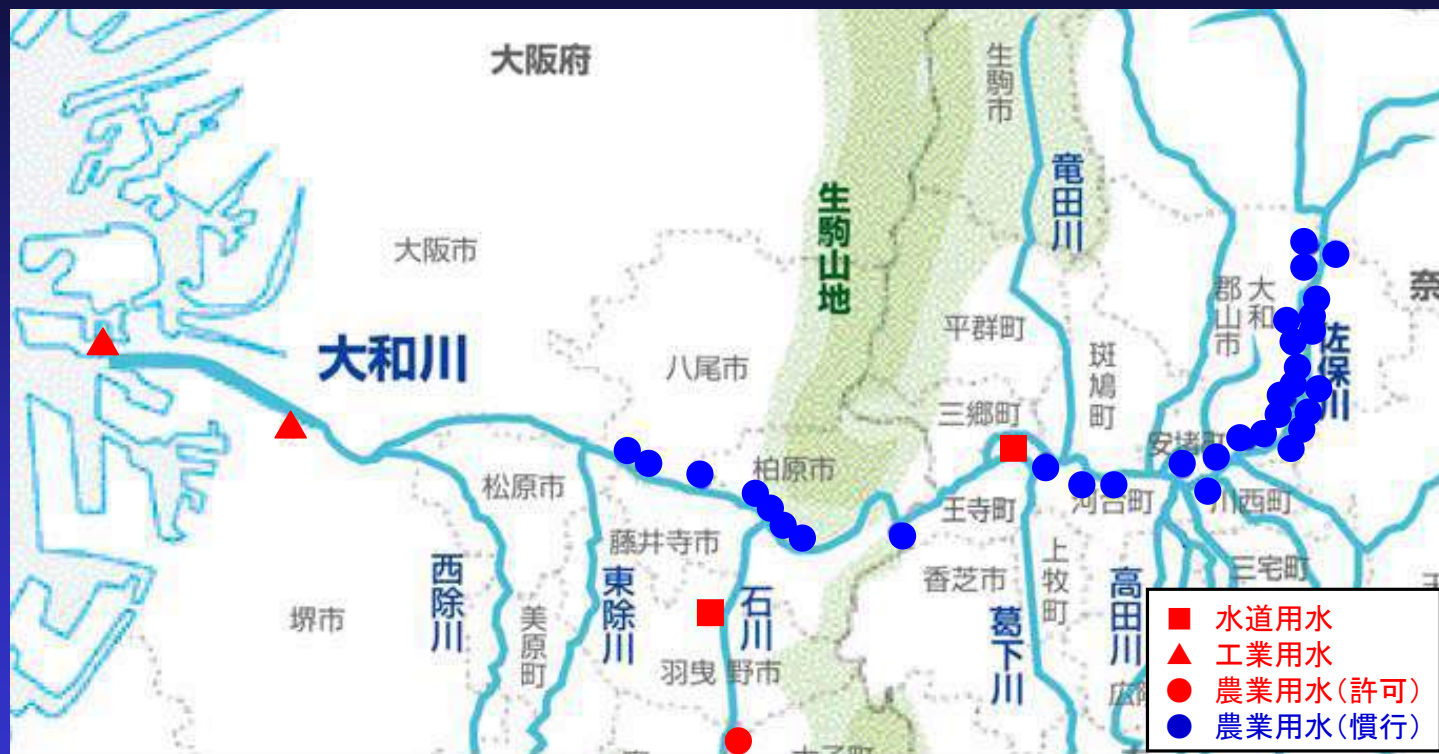 大阪府
生駒市
竜田川
生駒山地
大阪市
大和郡山市
奈
佐保川
大和川
平群町
斑鳩町
八尾市
三郷町
安堵町
柏原市
松原市
王寺町
河合町
川西町
藤井寺市
三宅町
香芝市
上牧町
西除川
東除川
石川
高田川
葛下川
堺市
美原町
羽曳野市
広陵
太子町
水道用水
工業用水
農業用水(許可)
農業用水(慣行)